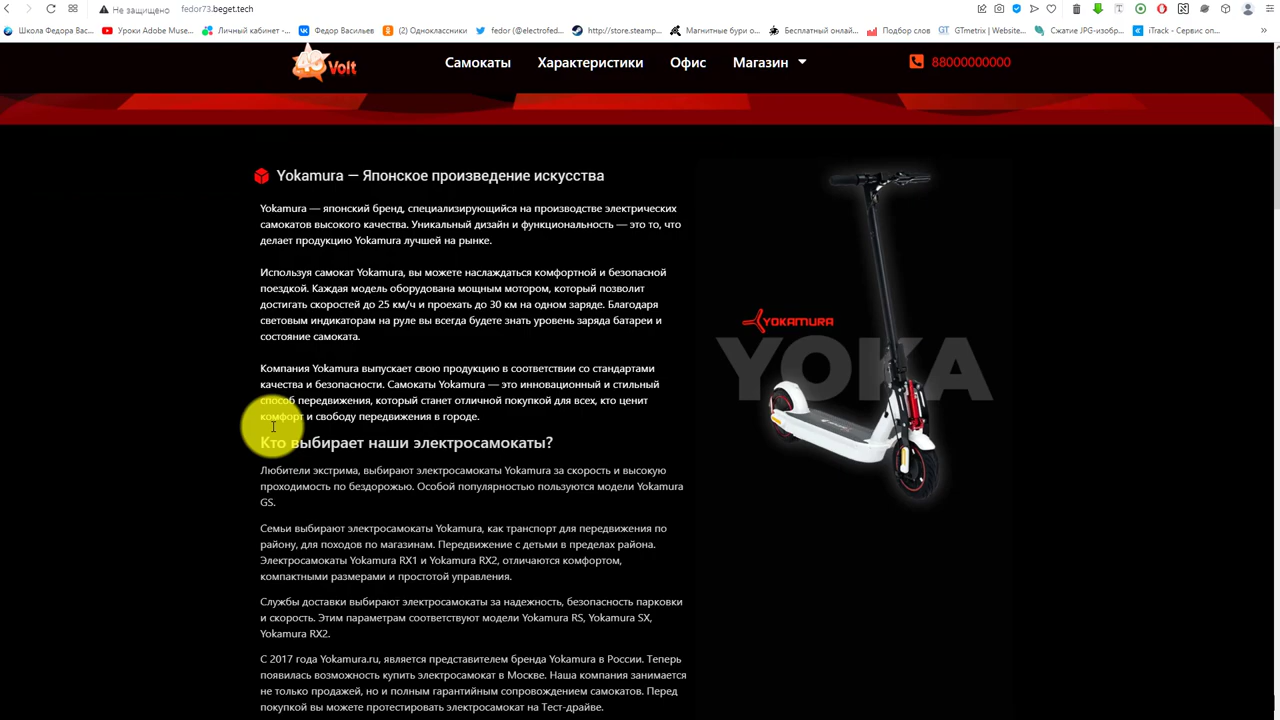 Не защищено fedor73.beget.tech
Школа Федора Вас... Уроки Adobe Muse... Личный кабинет -... Федор Васильев (2) Одноклассники fedor (@electrofed... http://store.steamp... Магнитные бури о... Бесплатный онлай... Подбор слов GTmetrix | Website... Сжатие JPG-изобр... iTrack - Сервис оп...
Volt Самокаты Характеристики Офис Магазин 88000000000
Yokamura — Японское произведение искусства
Yokamura — японский бренд, специализирующийся на производстве электрических
самокатов высокого качества. Уникальный дизайн и функциональность — это то, что
делает продукцию Yokamura лучшей на рынке.
Используя самокат Yokamura, вы можете наслаждаться комфортной и безопасной
поездкой. Каждая модель оборудована мощным мотором, который позволит
достигать скоростей до 25 км/ч и проехать до 30 км на одном заряде. Благодаря
световым индикаторам на руле вы всегда будете знать уровень заряда батареи и
состояние самоката.
Компания Yokamura выпускает свою продукцию в соответствии со стандартами
качества и безопасности. Самокаты Yokamura — это инновационный и стильный
способ передвижения, который станет отличной покупкой для всех, кто ценит
комфорт и свободу передвижения в городе.
Кто выбирает наши электросамокаты?
Любители экстрима, выбирают электросамокаты Yokamura за скорость и высокую
проходимость по бездорожью. Особой популярностью пользуются модели Yokamura
GS.
Семьи выбирают электросамокаты Yokamura, как транспорт для передвижения по
району, для походов по магазинам. Передвижение с детьми в пределах района.
Электросамокаты Yokamura RX1 и Yokamura RX2, отличаются комфортом,
компактными размерами и простотой управления.
Службы доставки выбирают электросамокаты за надежность, безопасность парковки
и скорость. Этим параметрам соответствуют модели Yokamura RS, Yokamura SX,
Yokamura RX2.
С 2017 года Yokamura.ru, является представителем бренда Yokamura в России. Теперь
появилась возможность купить электросамокат в Москве. Наша компания занимается
не только продажей, но и полным гарантийным сопровождением самокатов. Перед
покупкой вы можете протестировать электросамокат на Тест-драйве.
YOKAMURA
YOKA